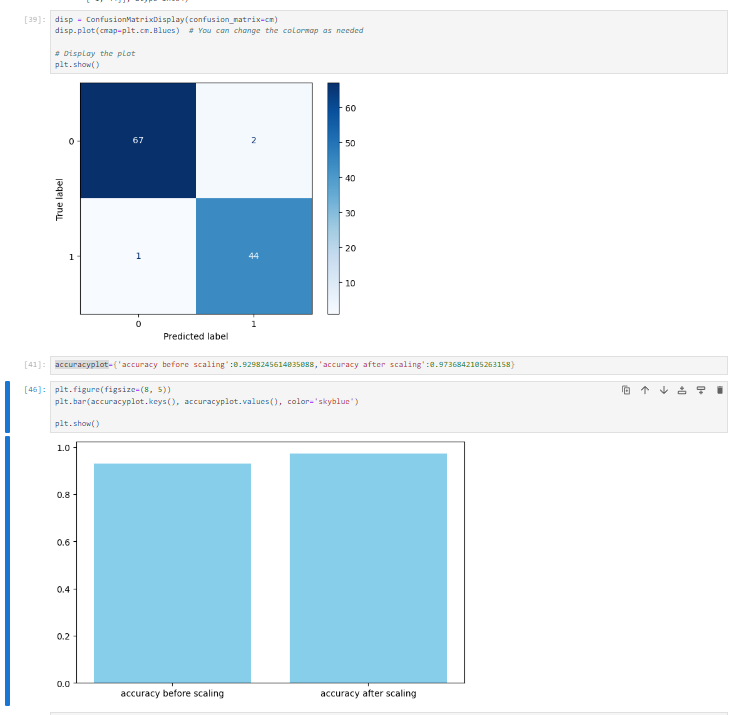 [39]:
disp = ConfusionMatrixDisplay(confusion_matrix=cm)
disp.plot(cmap=plt.cm.Blues)  # You can change the colormap as needed
# Display the plot
plt.show()
67 2
1 44
0
1
True label
0 1
Predicted label
60
50
40
30
20
10
[41]:
accuracyplot={'accuracy before scaling':0.9298245614035088,'accuracy after scaling':0.9736842105263158}
[46]:
plt.figure(figsize=(8, 5))
plt.bar(accuracyplot.keys(), accuracyplot.values(), color='skyblue')
plt.show()
1.0
0.8
0.6
0.4
0.2
0.0
accuracy before scaling accuracy after scaling